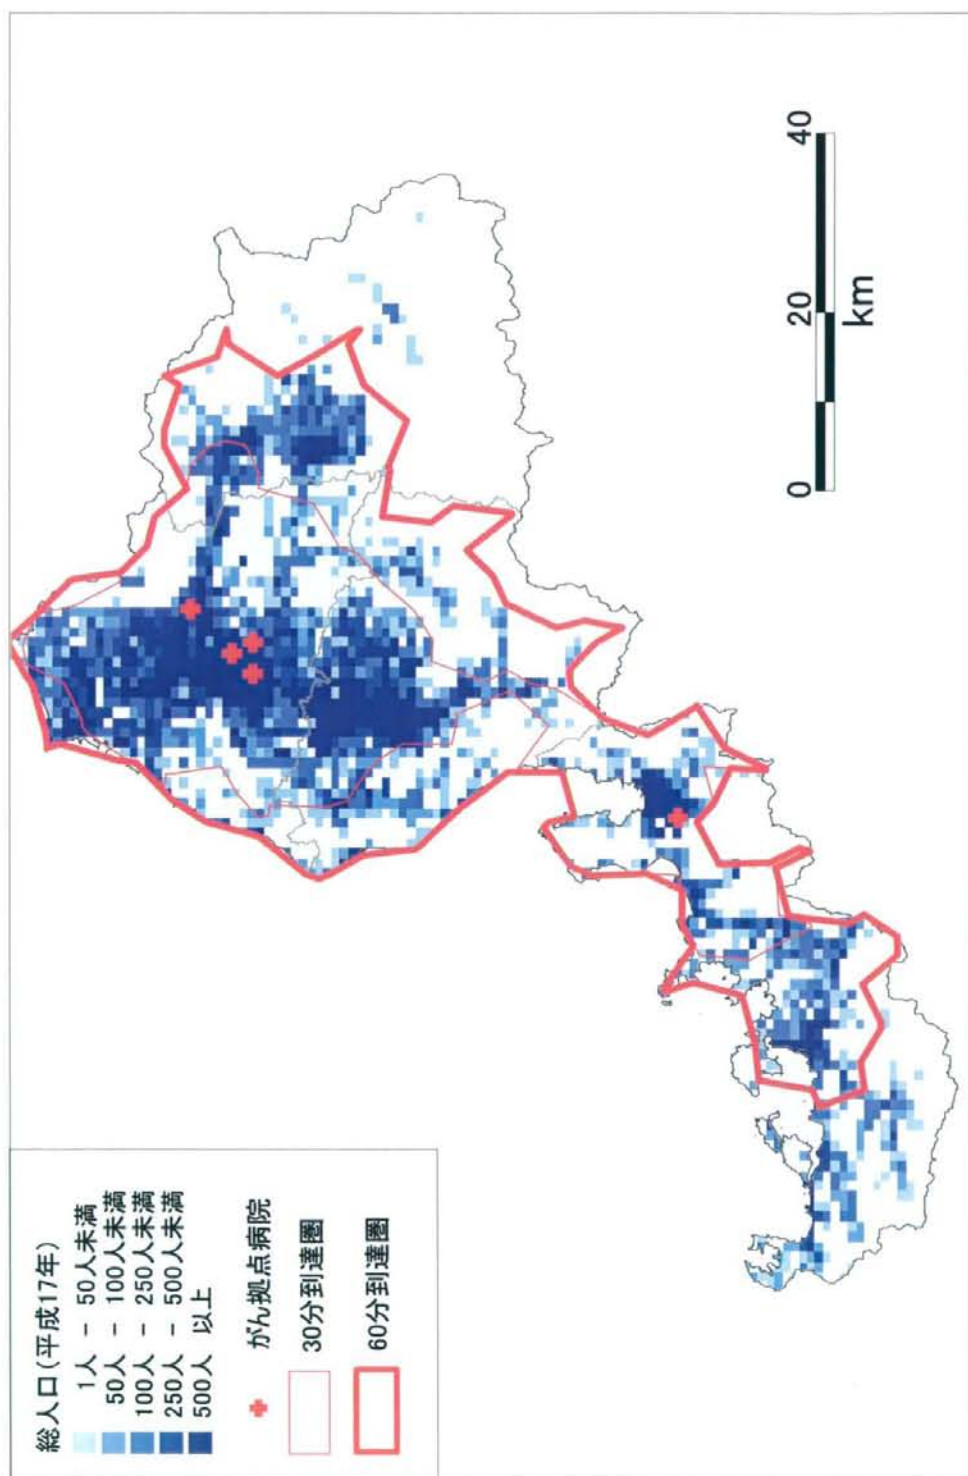 総人口(平成17年)
1人 - 50人未満
50人 - 100人未満
100人 - 250人未満
250人 - 500人未満
500人 以上
がん拠点病院
30分到達圏
60分到達圏
0 20 40
km